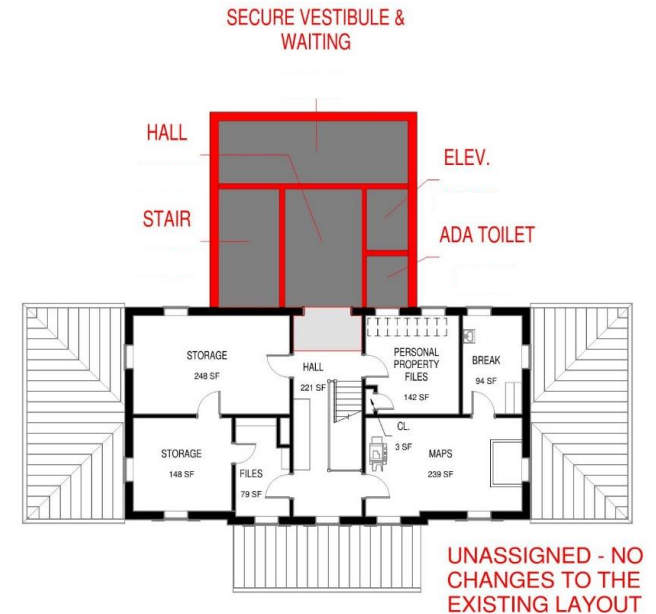 SECURE VESTIBULE &
WAITING
HALL
ELEV.
STAIR
ADA TOILET
STORAGE
248 SF
HALL
221 SF
PERSONAL
PROPERTY
FILES
142 SF
BREAK
94 SF
CL.
3 SF
STORAGE
148 SF
FILES
79 SF
MAPS
239 SF
UNASSIGNED - NO
CHANGES TO THE
EXISTING LAYOUT